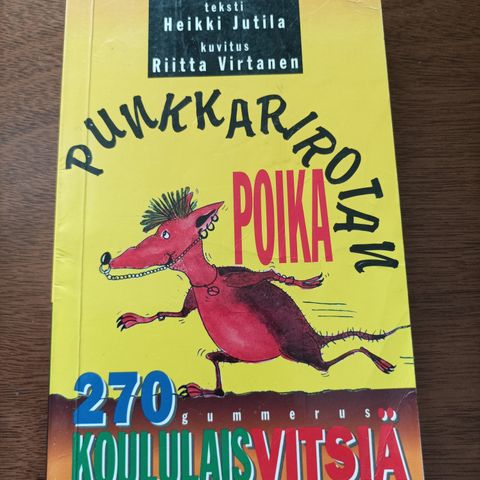 teksti
Heikki Jutila
kuvitus
Riitta Virtanen
PUNKKARIROTAN
POIKA
270
gummerus
KOULULAISVITSIÄ